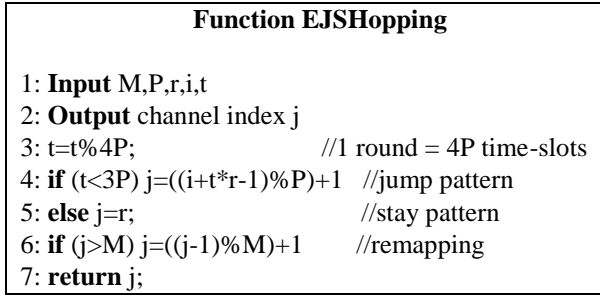 Function EJSHopping
1: Input M,P,r,i,t
2: Output channel index j
3: t=t%4P; //1 round = 4P time-slots
4: if (t<3P) j=((i+t*r-1)%P)+1 //jump pattern
5: else j=r; //stay pattern
6: if (j>M) j=((j-1)%M)+1 //remapping
7: return j;